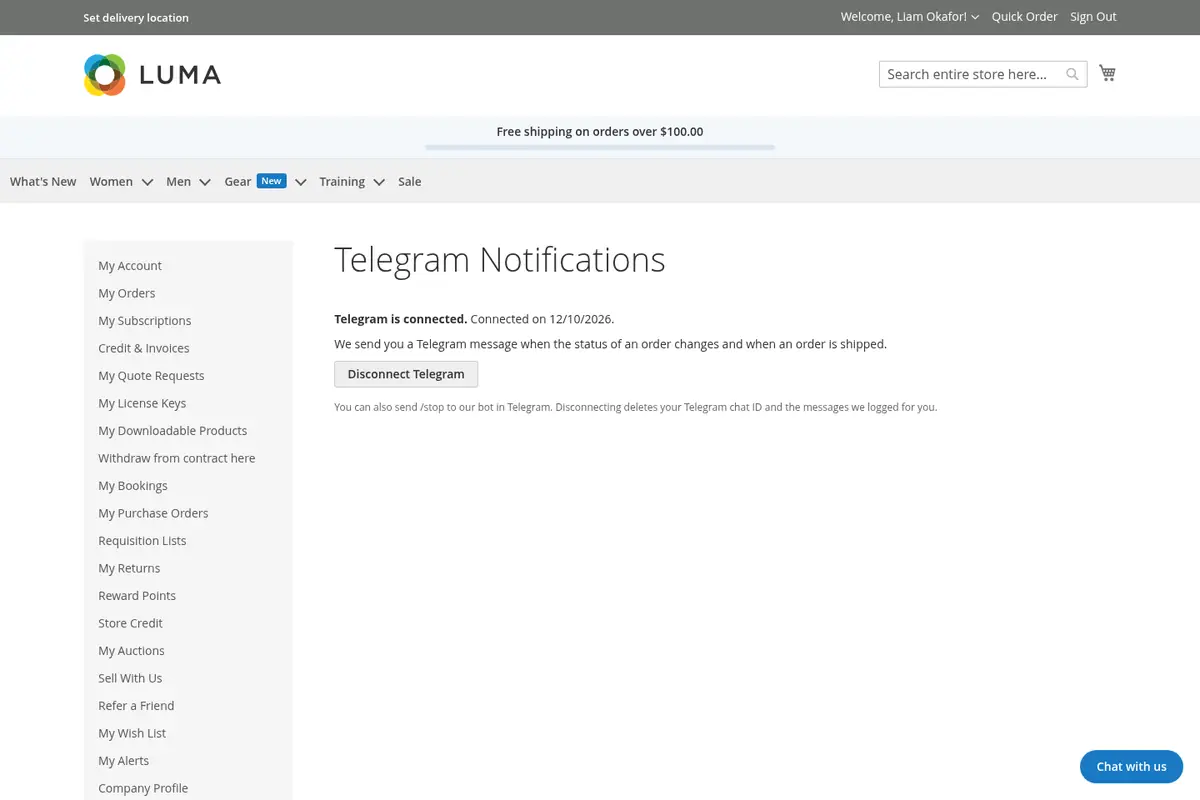 Set delivery location
Welcome, Liam Okafor!
Quick Order
Sign Out
LUMA
Search entire store here...
Free shipping on orders over $100.00
What's New
Women
Men
Gear
New
Training
Sale
My Account
My Orders
My Subscriptions
Credit & Invoices
My Quote Requests
My License Keys
My Downloadable Products
Withdraw from contract here
My Bookings
My Purchase Orders
Requisition Lists
My Returns
Reward Points
Store Credit
My Auctions
Sell With Us
Refer a Friend
My Wish List
My Alerts
Company Profile
Telegram Notifications
Telegram is connected. Connected on 12/10/2026.
We send you a Telegram message when the status of an order changes and when an order is shipped.
Disconnect Telegram
You can also send /stop to our bot in Telegram. Disconnecting deletes your Telegram chat ID and the messages we logged for you.
Chat with us